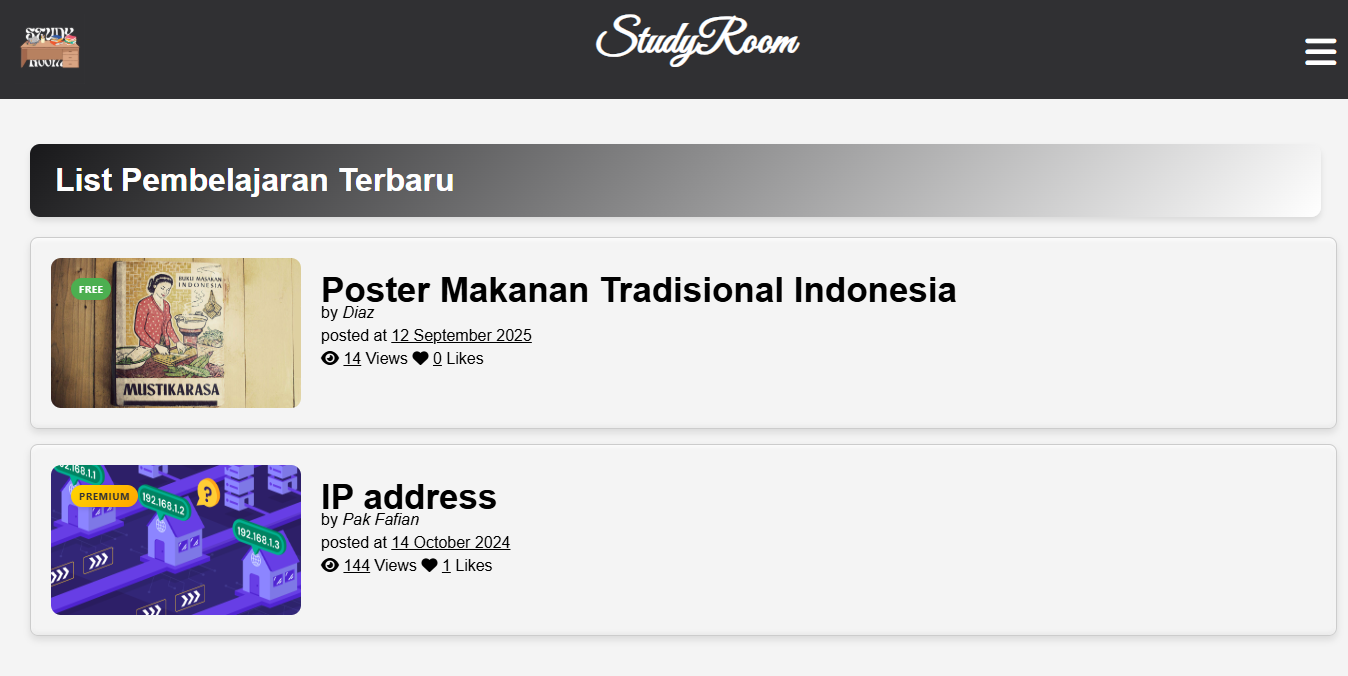 STUDY
ROOM
StudyRoom
List Pembelajaran Terbaru
FREE
BUKU MASAKAN
INDONESIA
MUSTIKARASA
Poster Makanan Tradisional Indonesia
by Diaz
posted at 12 September 2025
14 Views 0 Likes
192.168.1.1
PREMIUM
192.168.1.2
?
192.168.1.3
IP address
by Pak Fafian
posted at 14 October 2024
144 Views 1 Likes